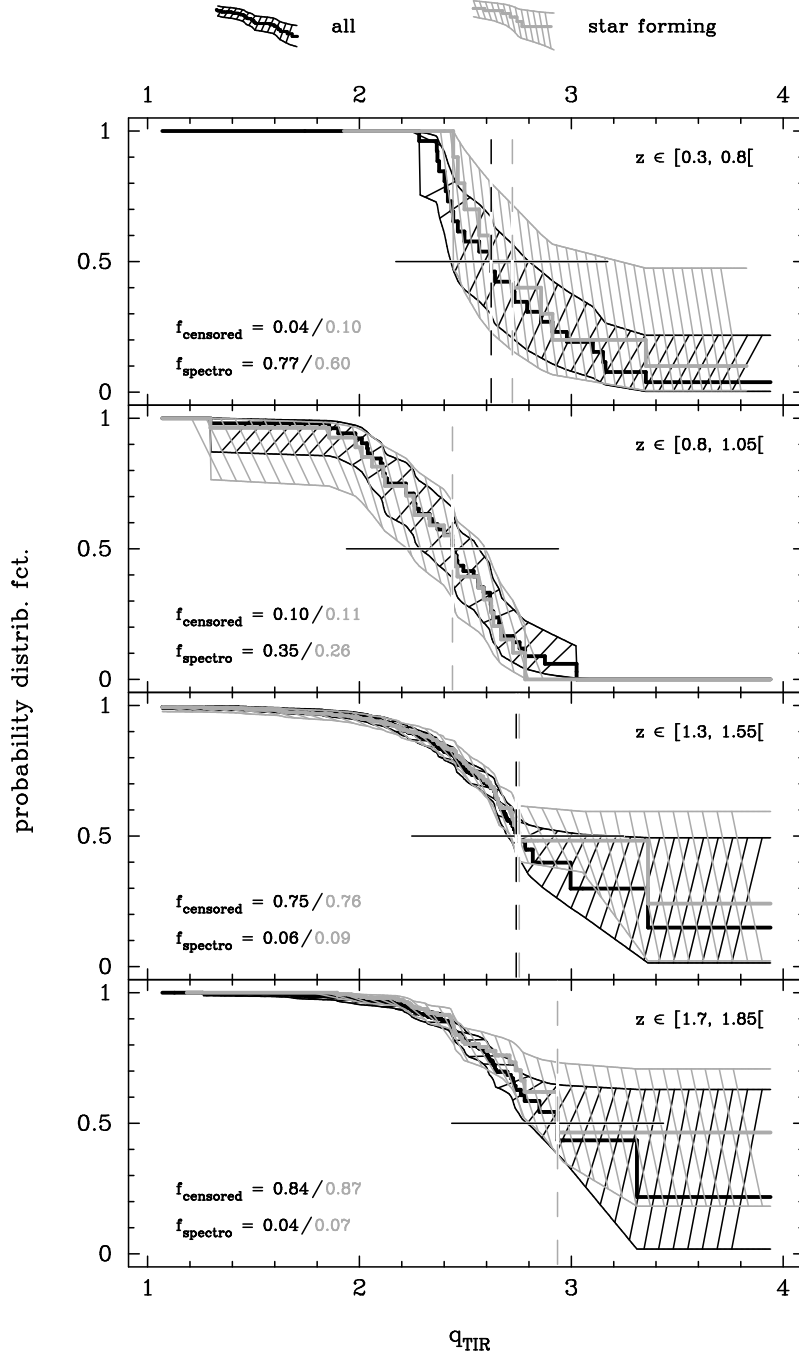 all star forming
1 2 3 4
1
z ∈ [0.3, 0.8[
0.5
f_censored = 0.04/0.10
f_spectro = 0.77/0.60
0
1
z ∈ [0.8, 1.05[
0.5
f_censored = 0.10/0.11
f_spectro = 0.35/0.26
0
probability distrib. fct.
1
z ∈ [1.3, 1.55[
0.5
f_censored = 0.75/0.76
f_spectro = 0.06/0.09
0
1
z ∈ [1.7, 1.85[
0.5
f_censored = 0.84/0.87
f_spectro = 0.04/0.07
0
1 2 3 4
q_TIR